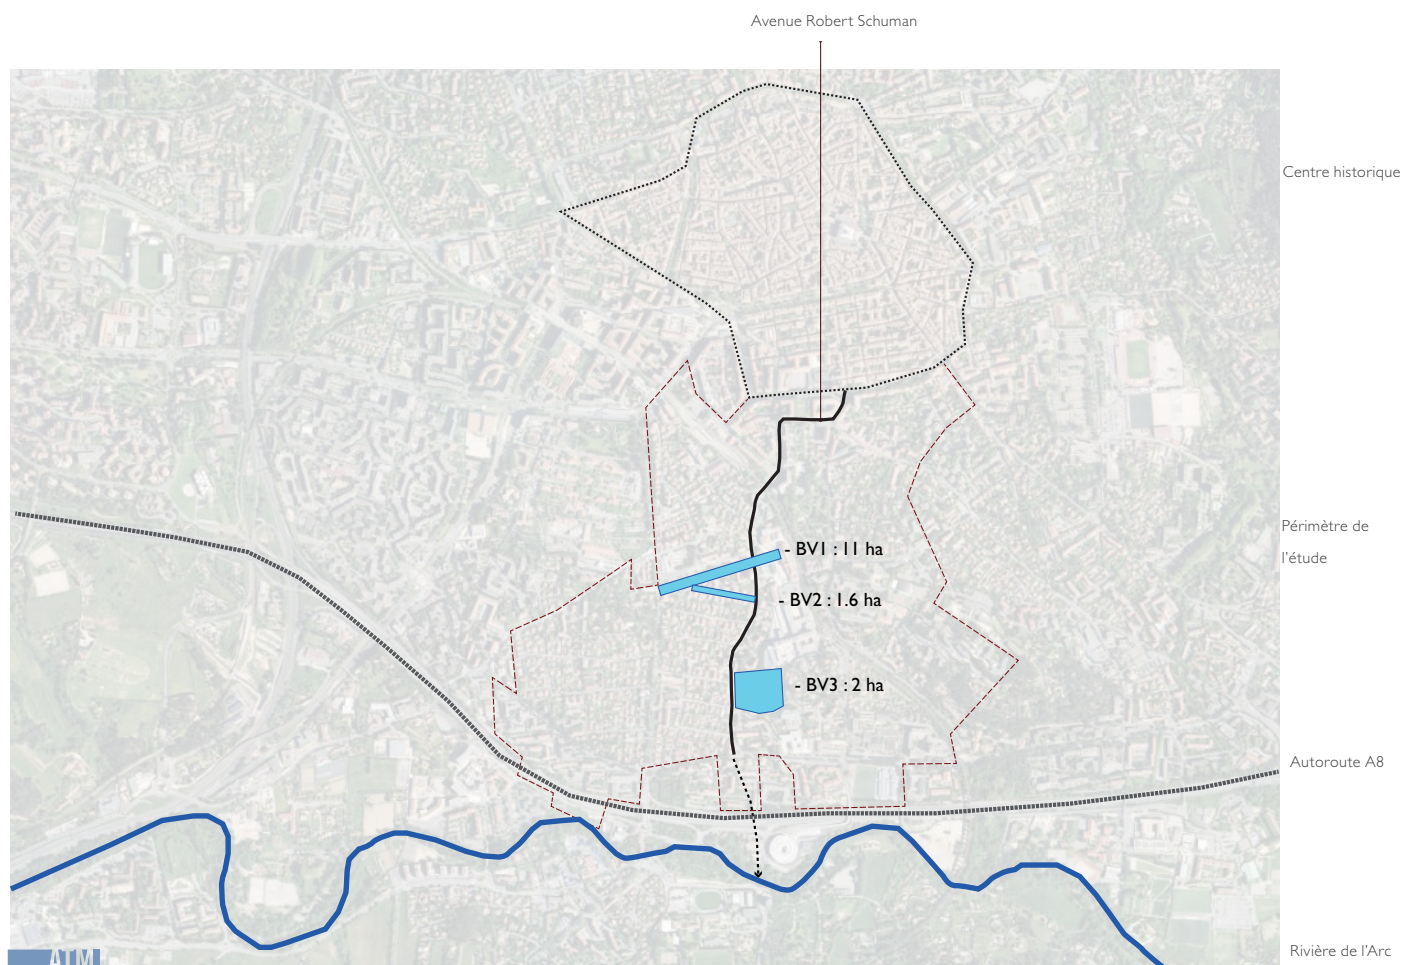 Avenue Robert Schuman
Centre historique
Périmètre de
l'étude
- BV1 : 11 ha
- BV2 : 1.6 ha
- BV3 : 2 ha
Autoroute A8
Rivière de l'Arc
ATM